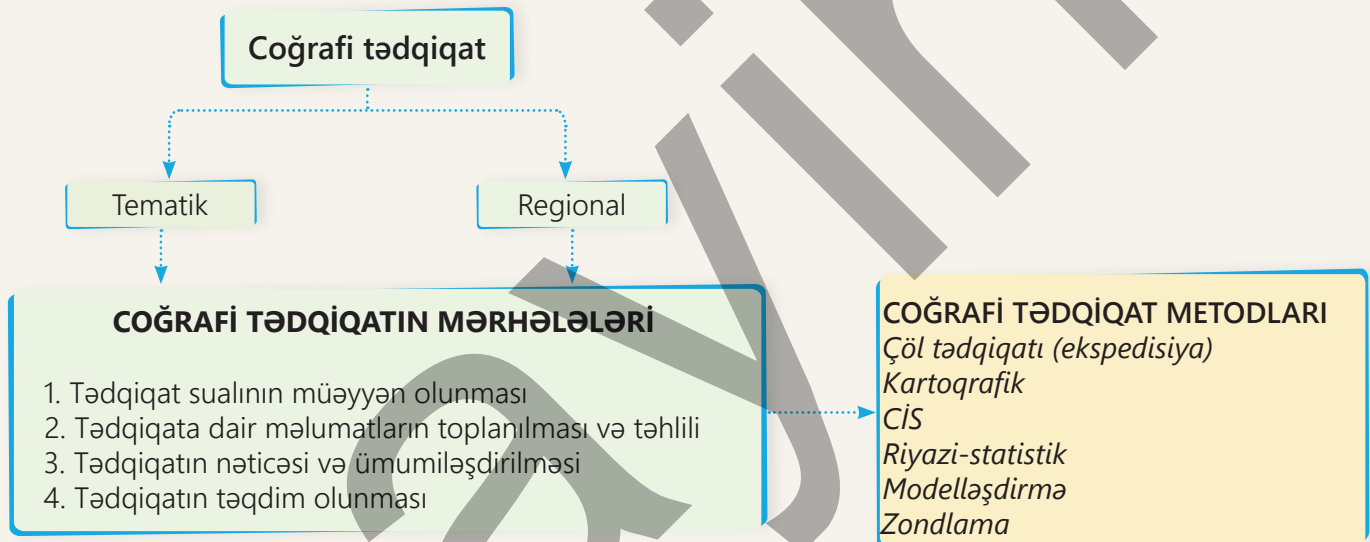 Coğrafi tədqiqat
Tematik
Regional
COĞRAFİ TƏDQİQATIN MƏRHƏLƏLƏRİ
1. Tədqiqat sualının müəyyən olunması
2. Tədqiqata dair məlumatların toplanılması və təhlili
3. Tədqiqatın nəticəsi və ümumiləşdirilməsi
4. Tədqiqatın təqdim olunması
COĞRAFİ TƏDQİQAT METODLARI
Çöl tədqiqatı (ekspedisiya)
Kartoqrafik
CİS
Riyazi-statistik
Modelləşdirmə
Zondlama